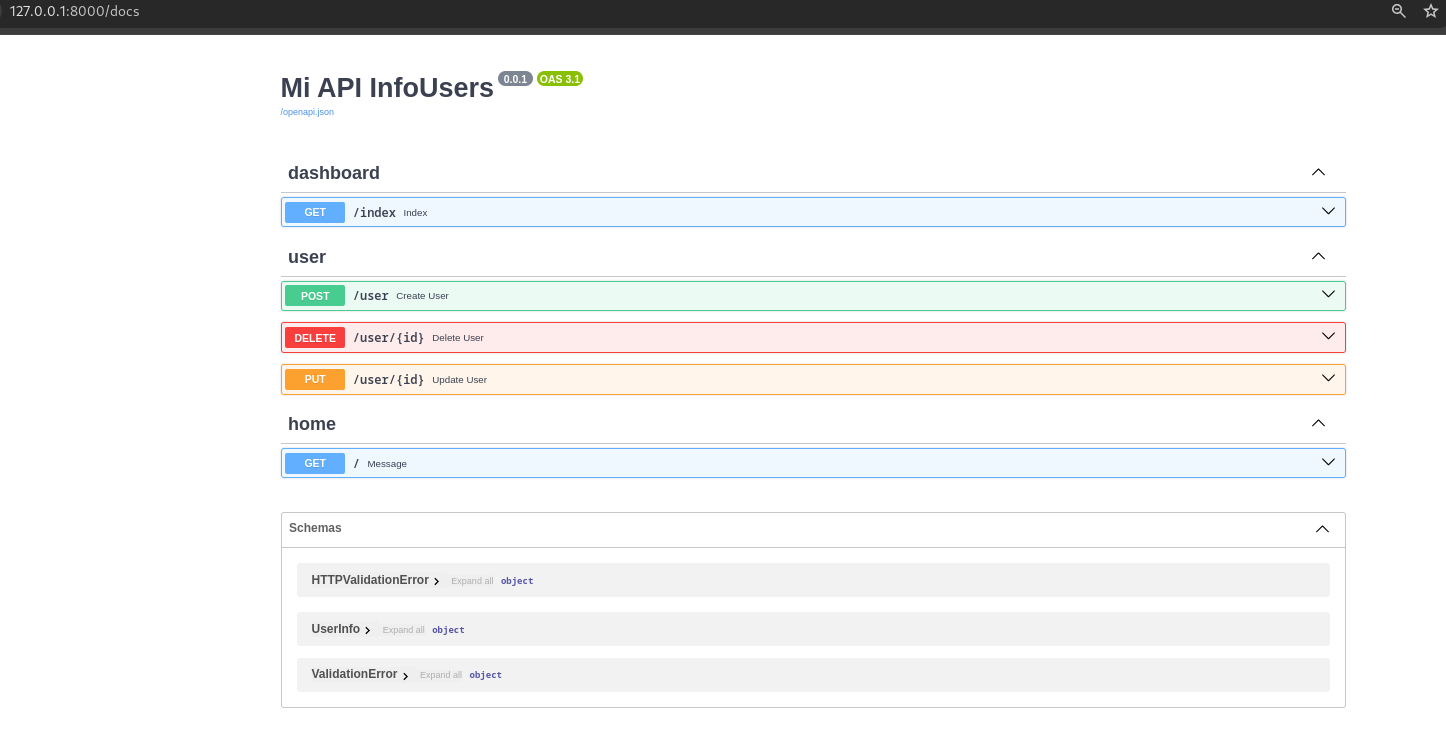 127.0.0.1:8000/docs
Mi API InfoUsers 0.0.1 OAS 3.1
/openapi.json
dashboard
GET /index Index
user
POST /user Create User
DELETE /user/{id} Delete User
PUT /user/{id} Update User
home
GET / Message
Schemas
HTTPValidationError Expand all object
UserInfo Expand all object
ValidationError Expand all object